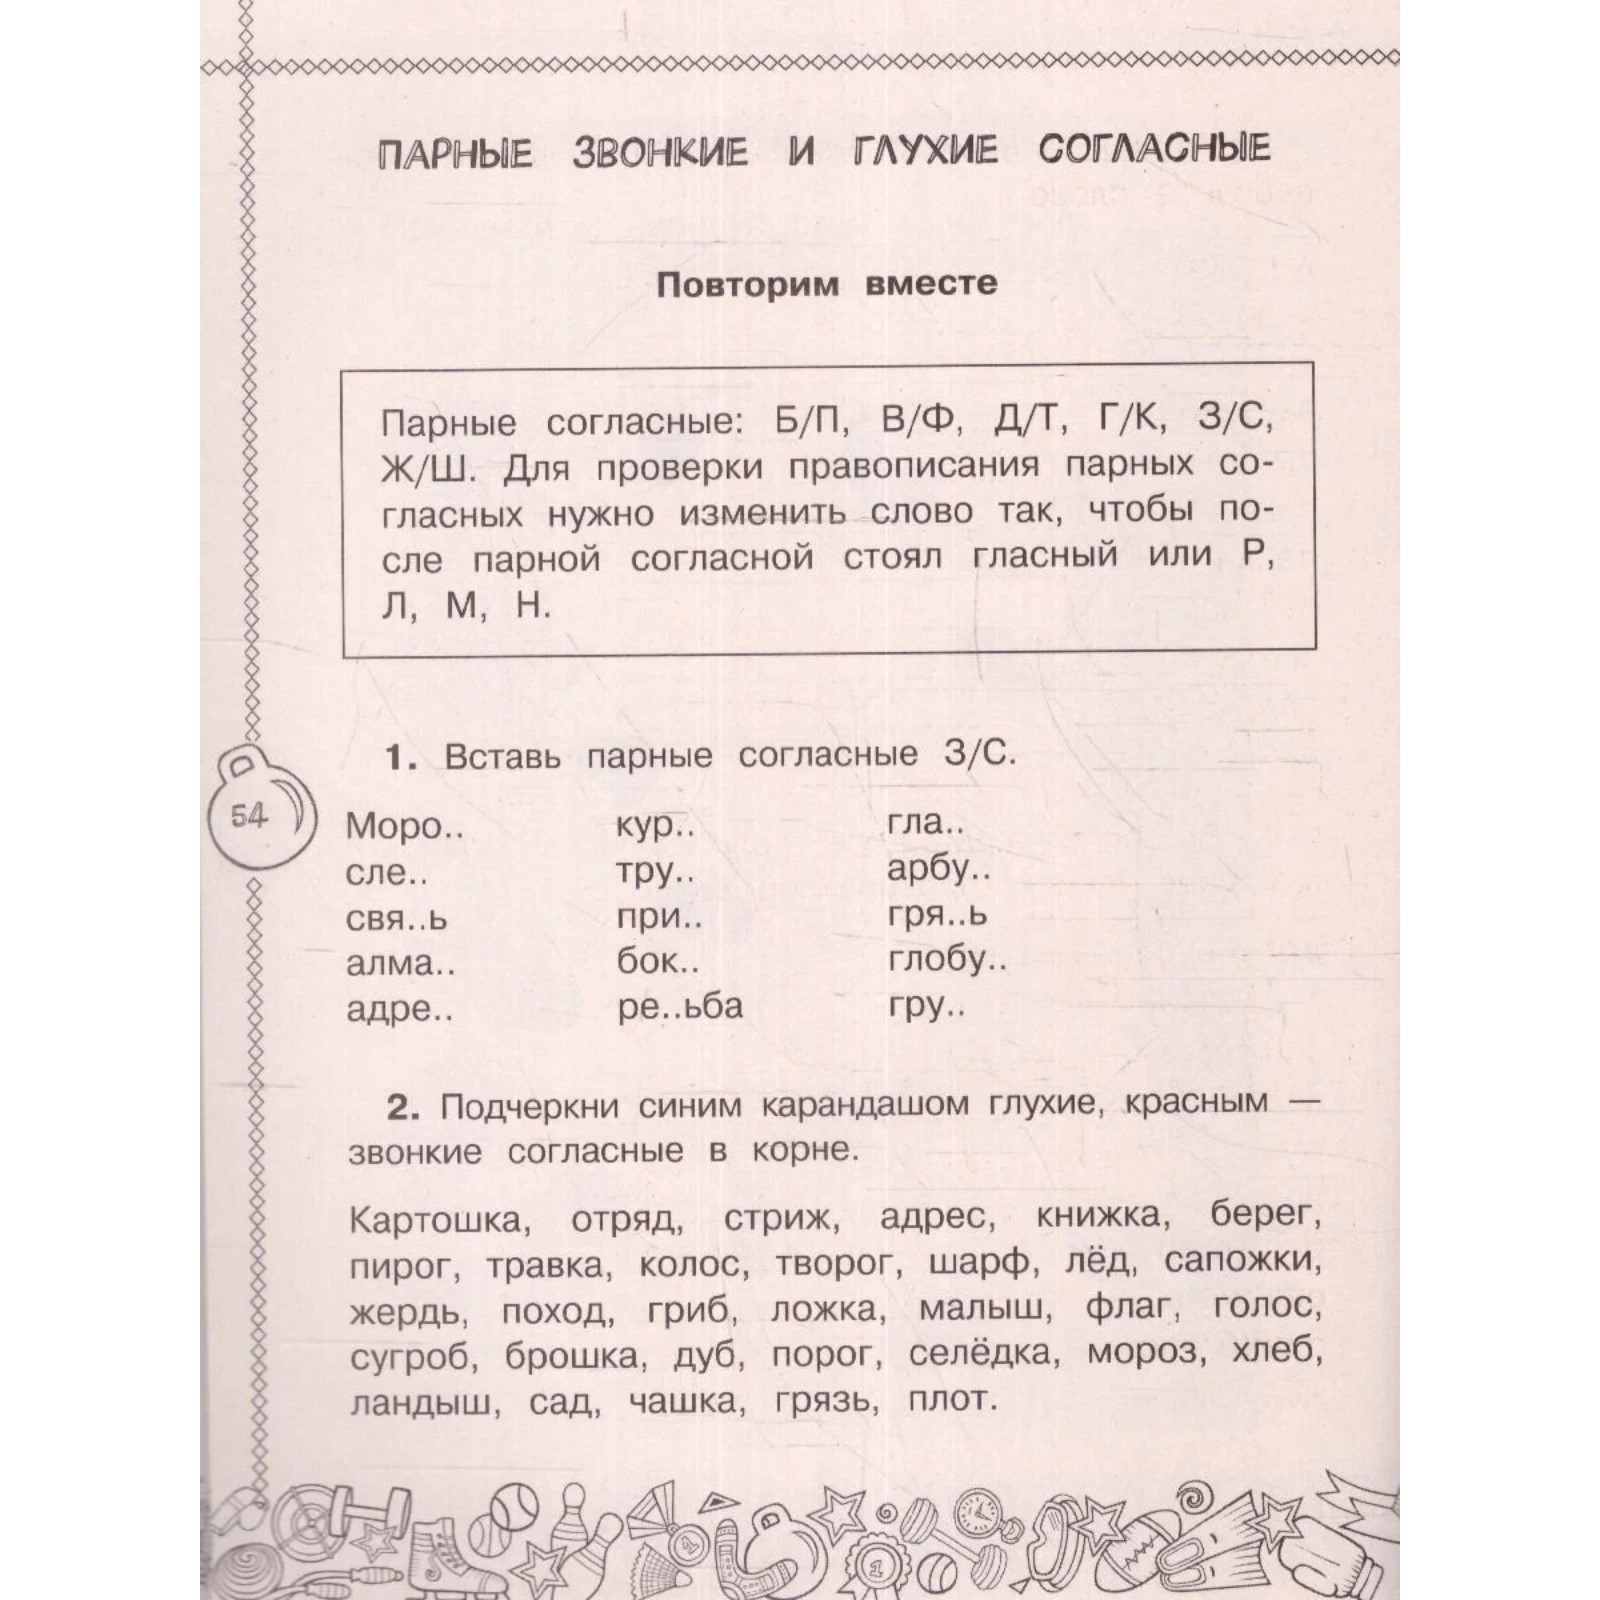 ПАРНЫЕ ЗВОНКИЕ И ГЛУХИЕ СОГЛАСНЫЕ
Повторим вместе
Парные согласные: Б/П, В/Ф, Д/Т, Г/К, З/С,
Ж/Ш. Для проверки правописания парных со-
гласных нужно изменить слово так, чтобы по-
сле парной согласной стоял гласный или Р,
Л, М, Н.
1. Вставь парные согласные З/С.
54
Моро.. кур.. гла..
сле.. тру.. арбу..
свя..ь при.. гря..ь
алма.. бок.. глобу..
адре.. ре..ьба гру..
2. Подчеркни синим карандашом глухие, красным —
звонкие согласные в корне.
Картошка, отряд, стриж, адрес, книжка, берег,
пирог, травка, колос, творог, шарф, лёд, сапожки,
жердь, поход, гриб, ложка, малыш, флаг, голос,
сугроб, брошка, дуб, порог, селёдка, мороз, хлеб,
ландыш, сад, чашка, грязь, плот.
1
1